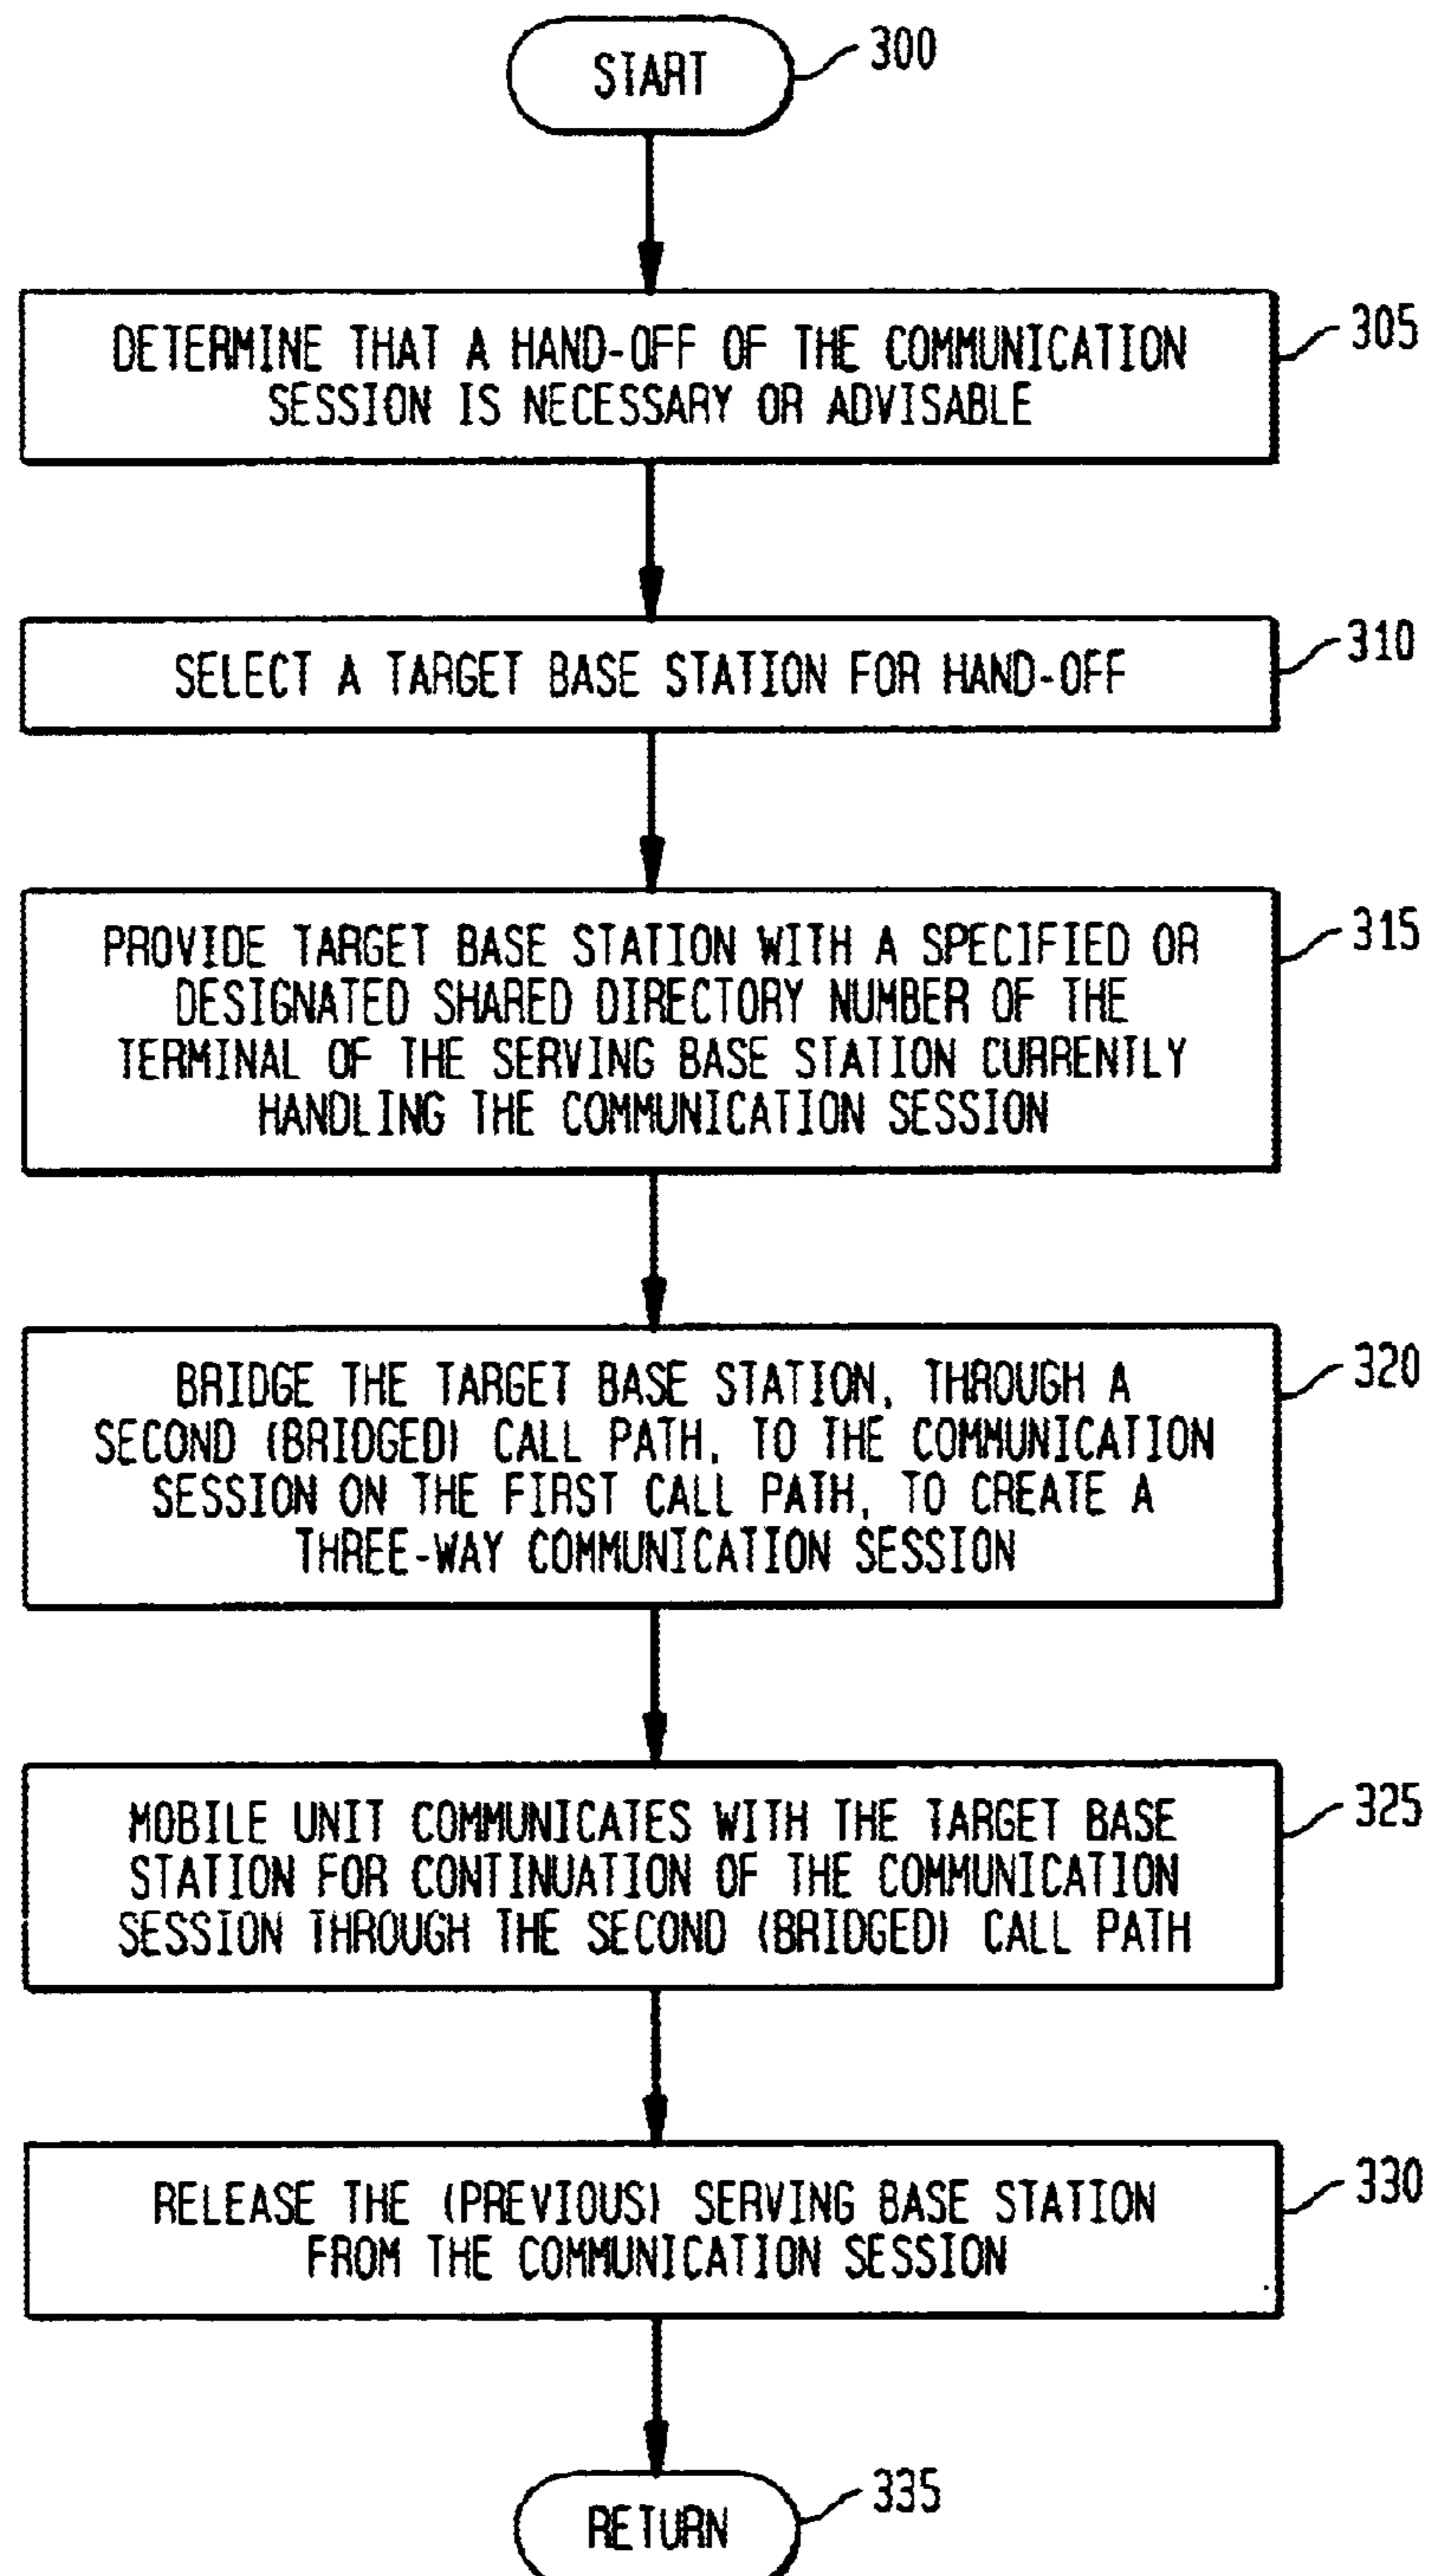 START
300
DETERMINE THAT A HAND-OFF OF THE COMMUNICATION
SESSION IS NECESSARY OR ADVISABLE
305
SELECT A TARGET BASE STATION FOR HAND-OFF
310
PROVIDE TARGET BASE STATION WITH A SPECIFIED OR
DESIGNATED SHARED DIRECTORY NUMBER OF THE
TERMINAL OF THE SERVING BASE STATION CURRENTLY
HANDLING THE COMMUNICATION SESSION
315
BRIDGE THE TARGET BASE STATION, THROUGH A
SECOND (BRIDGED) CALL PATH, TO THE COMMUNICATION
SESSION ON THE FIRST CALL PATH, TO CREATE A
THREE-WAY COMMUNICATION SESSION
320
MOBILE UNIT COMMUNICATES WITH THE TARGET BASE
STATION FOR CONTINUATION OF THE COMMUNICATION
SESSION THROUGH THE SECOND (BRIDGED) CALL PATH
325
RELEASE THE (PREVIOUS) SERVING BASE STATION
FROM THE COMMUNICATION SESSION
330
RETURN
335